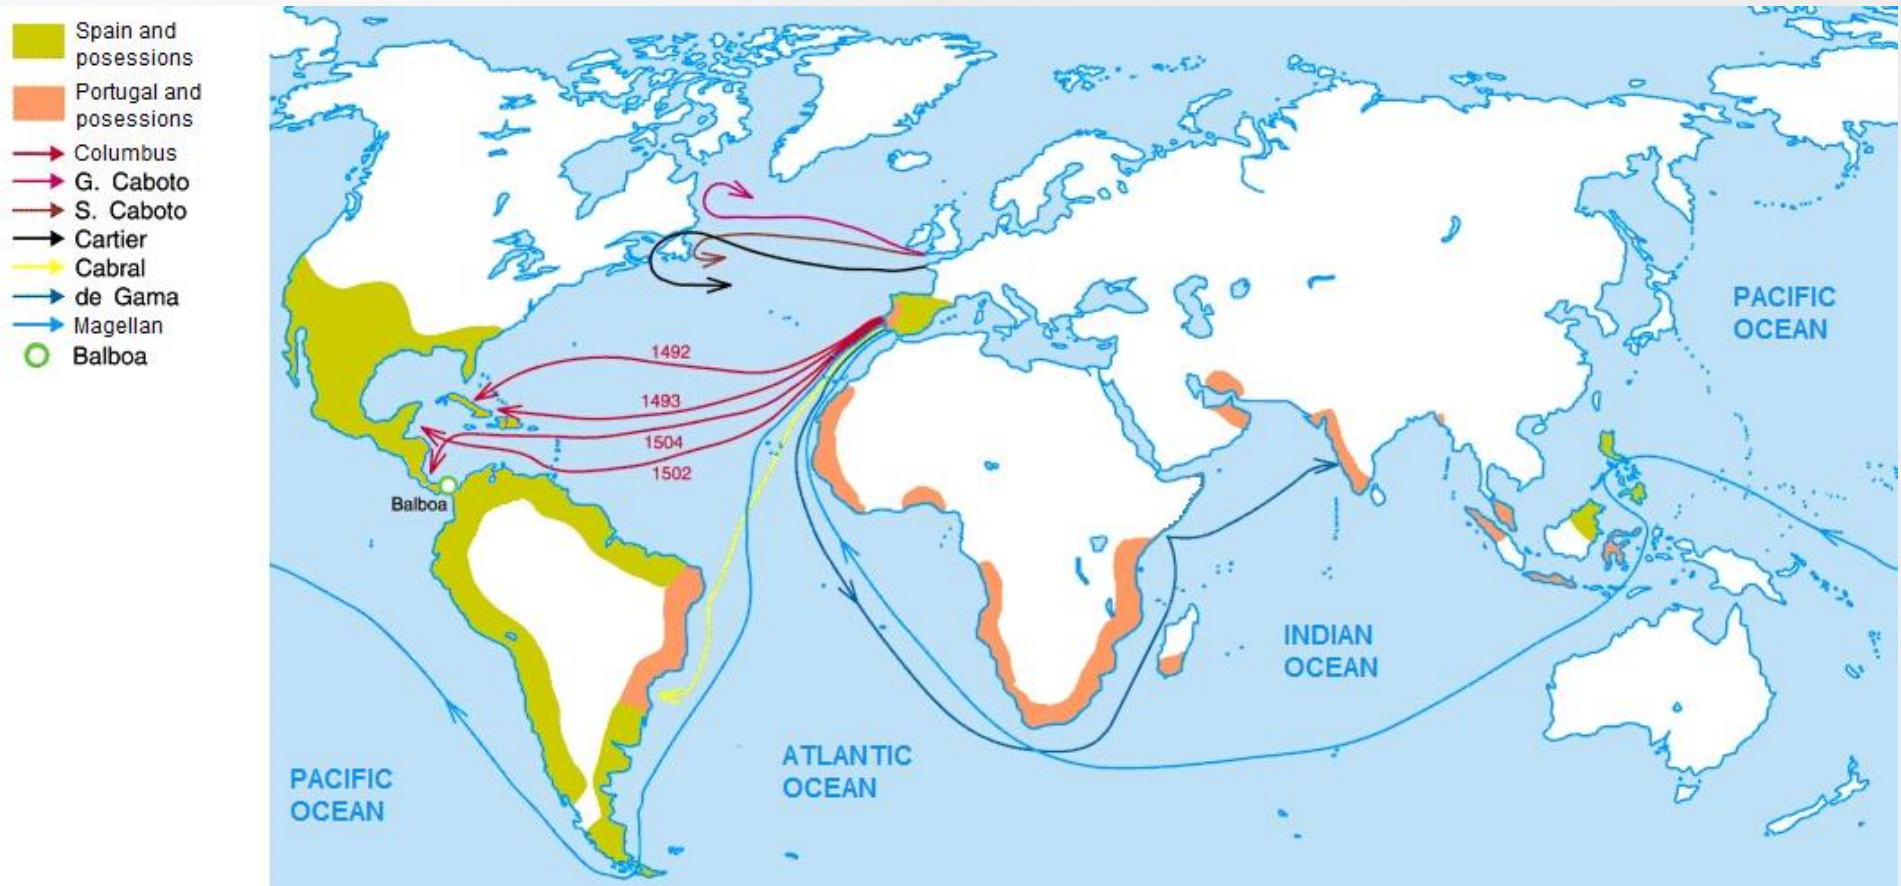 Spain and
posessions
Portugal and
posessions
Columbus
G. Caboto
S. Caboto
Cartier
Cabral
de Gama
Magellan
Balboa
1492
1493
1504
1502
Balboa
PACIFIC
OCEAN
ATLANTIC
OCEAN
INDIAN
OCEAN
PACIFIC
OCEAN